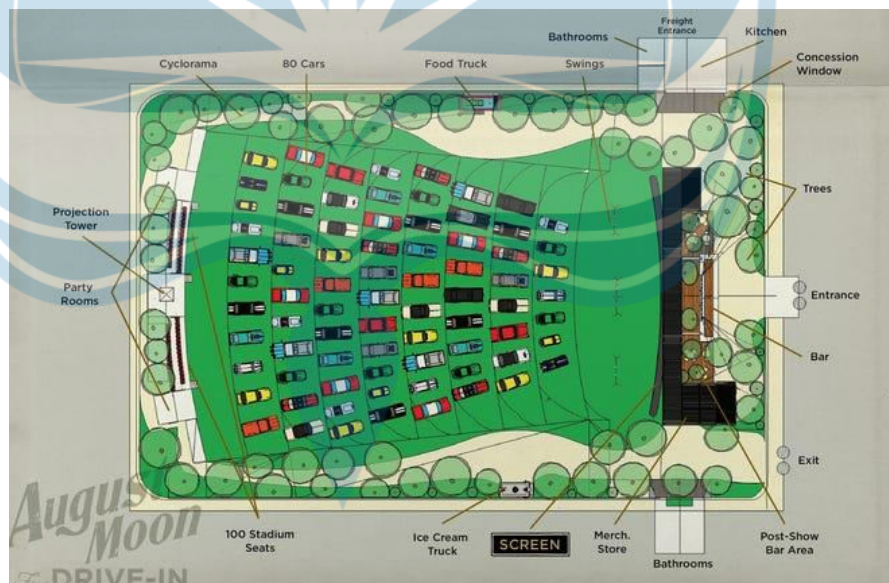 Freight
Entrance
Bathrooms
Kitchen
Cyclorama
80 Cars
Food Truck
Swings
Concession
Window
Trees
Projection
Tower
Party
Rooms
Entrance
Bar
Exit
August
Moon
DRIVE-IN
100 Stadium
Seats
Ice Cream
Truck
SCREEN
Merch.
Store
Bathrooms
Post-Show
Bar Area